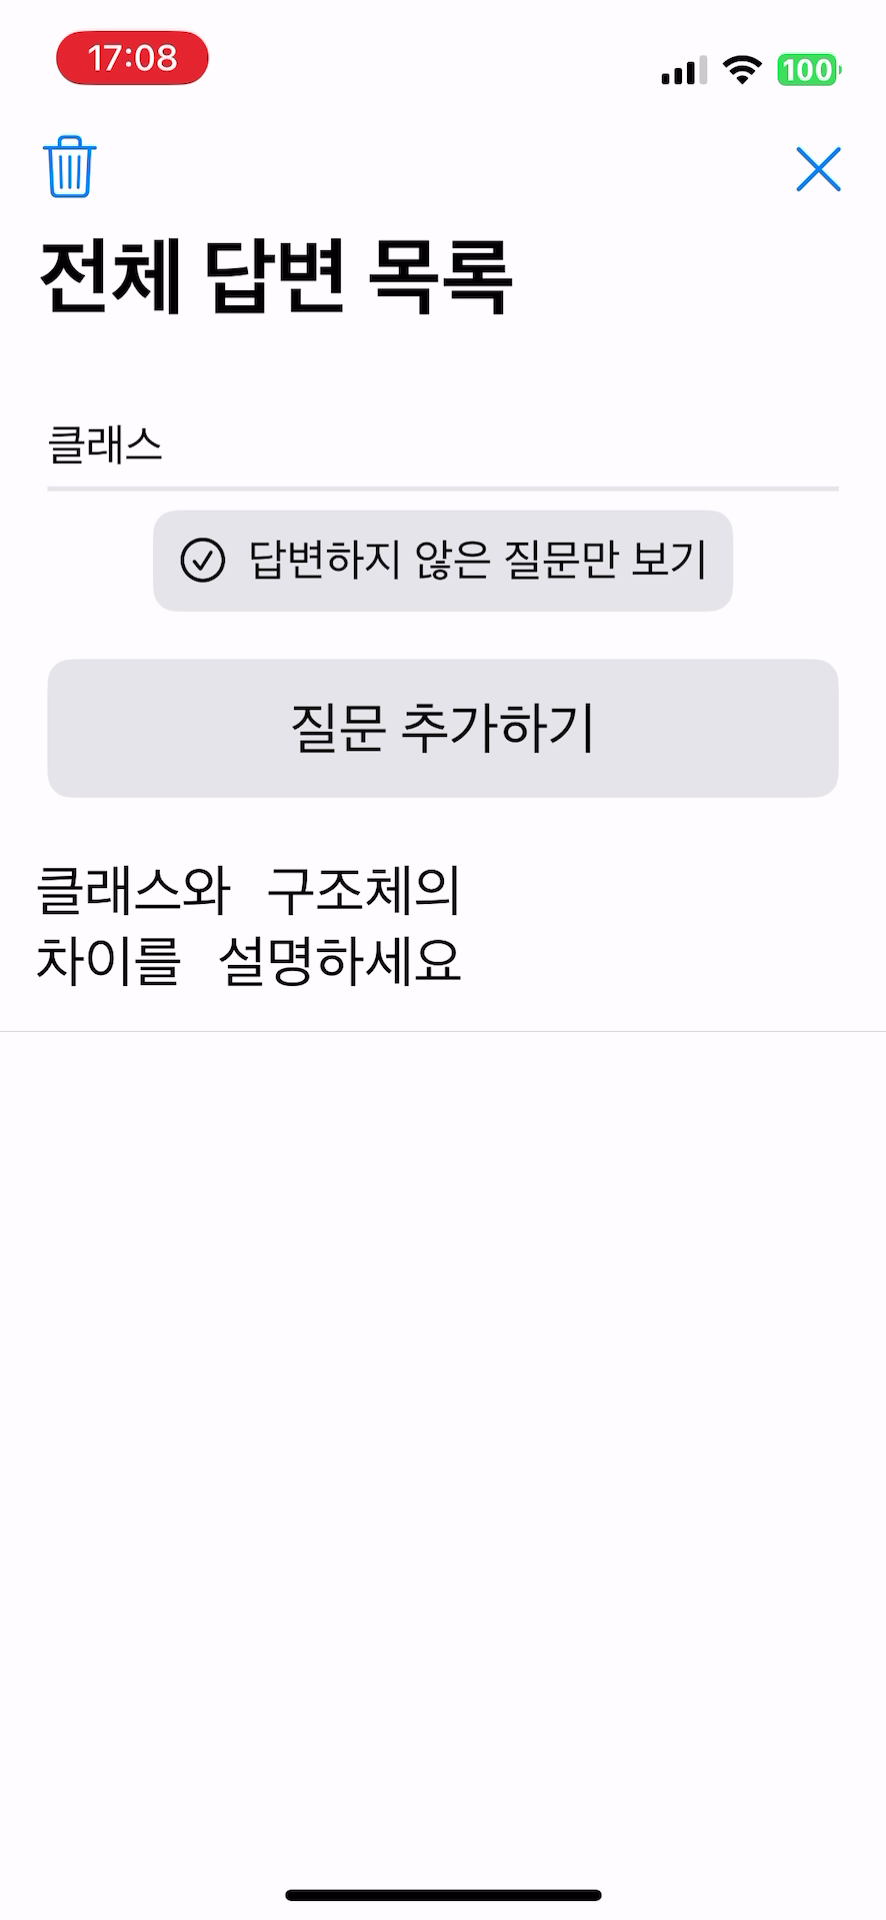 17:08
100
전체 답변 목록
클래스
답변하지 않은 질문만 보기
질문 추가하기
클래스와 구조체의
차이를 설명하세요